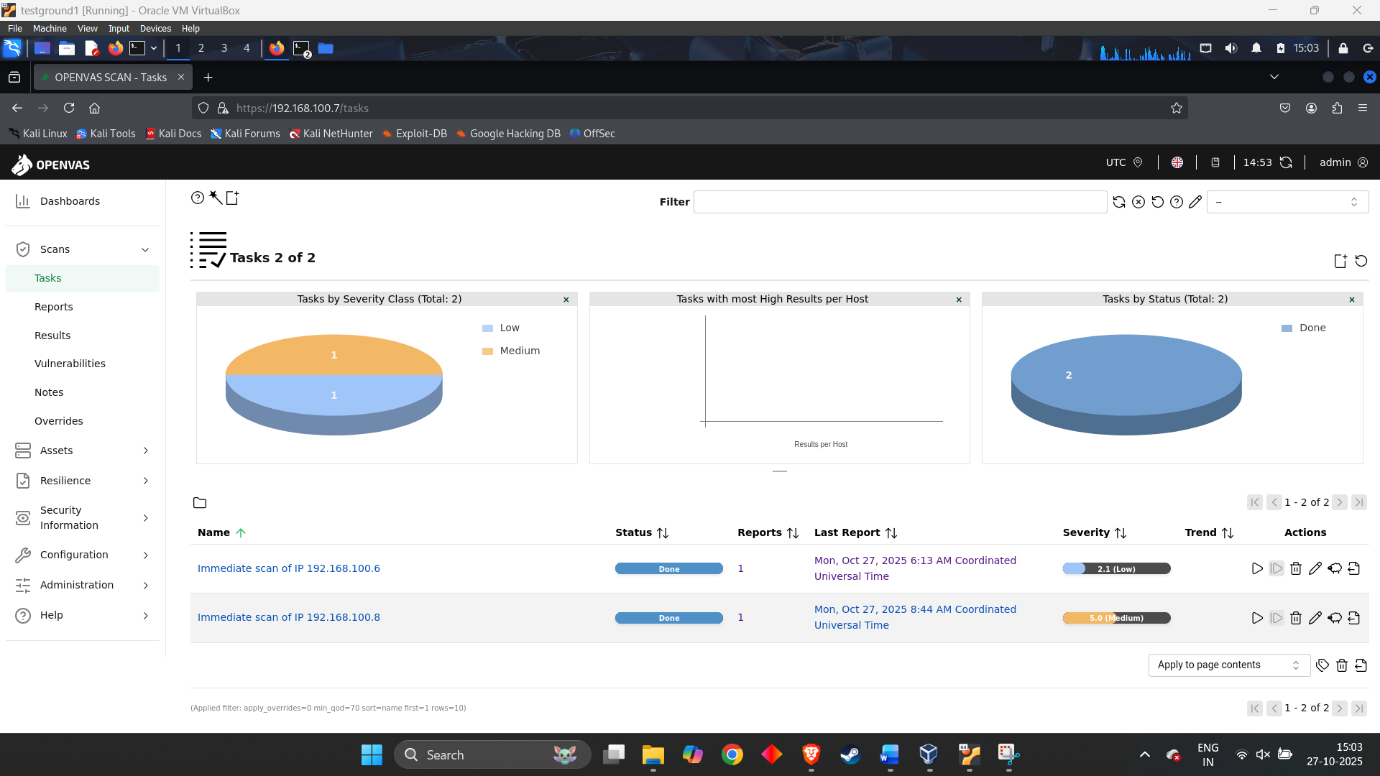 testground1 [Running] - Oracle VM VirtualBox
File Machine View Input Devices Help
1 2 3 4
2
15:03
OPENVAS SCAN - Tasks
https://192.168.100.7/tasks
Kali Linux Kali Tools Kali Docs Kali Forums Kali NetHunter Exploit-DB Google Hacking DB OffSec
OPENVAS
UTC
14:53
admin
Dashboards
Scans
Tasks
Reports
Results
Vulnerabilities
Notes
Overrides
Assets
Resilience
Security
Information
Configuration
Administration
Help
Filter
--
Tasks 2 of 2
Tasks by Severity Class (Total: 2)
Low
Medium
1
1
Tasks with most High Results per Host
Results per Host
Tasks by Status (Total: 2)
Done
2
1 - 2 of 2
Name Status Reports Last Report Severity Trend Actions
Immediate scan of IP 192.168.100.6 Done 1 Mon, Oct 27, 2025 6:13 AM Coordinated 2.1 (Low)
Universal Time
Immediate scan of IP 192.168.100.8 Done 1 Mon, Oct 27, 2025 8:44 AM Coordinated 5.0 (Medium)
Universal Time
Apply to page contents
(Applied filter: apply_overrides=0 min_qod=70 sort=name first=1 rows=10)
1 - 2 of 2
Search
ENG
IN
15:03
27-10-2025